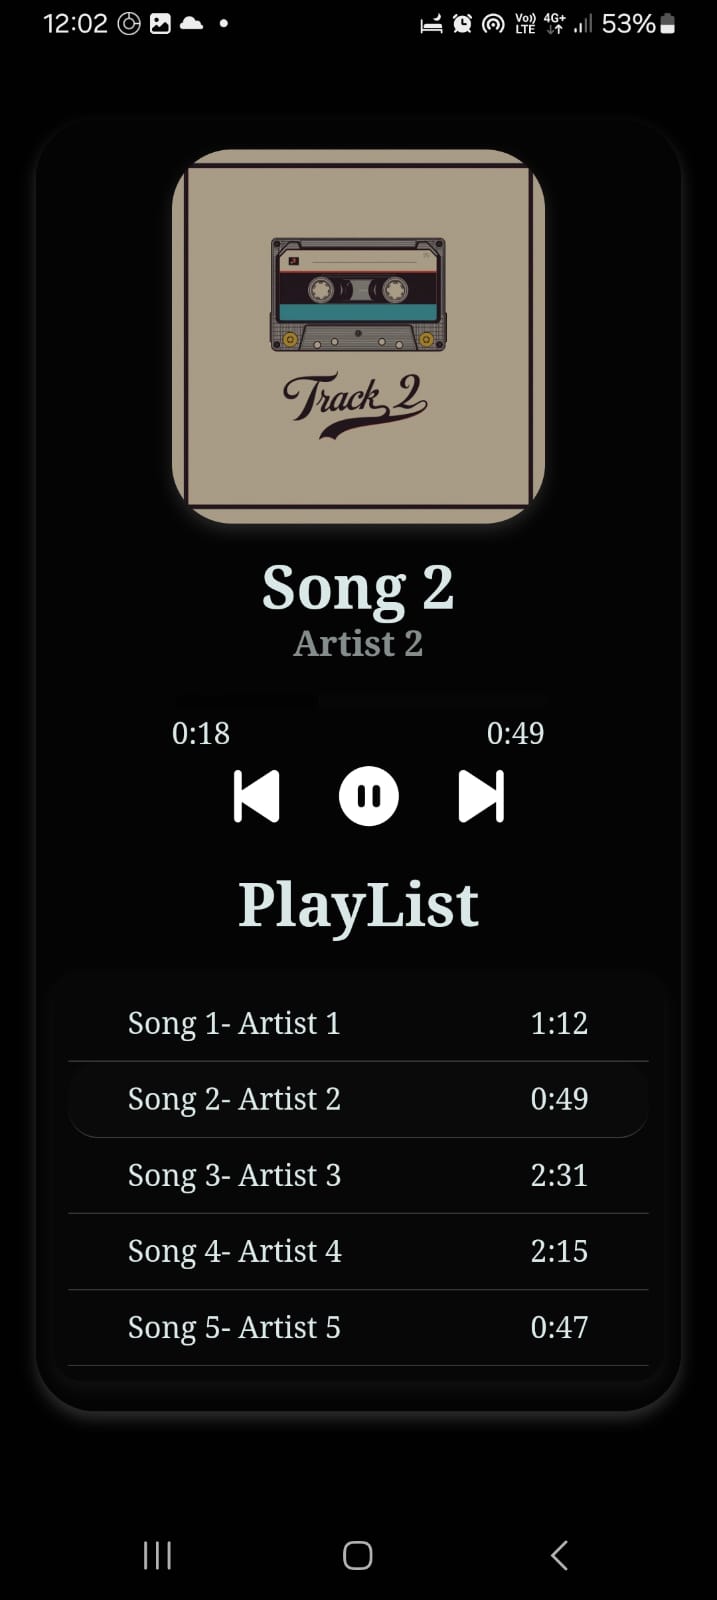 12:02 Vo)) LTE 4G+ 53%
Track 2
Song 2
Artist 2
0:18 0:49
PlayList
Song 1- Artist 1 1:12
Song 2- Artist 2 0:49
Song 3- Artist 3 2:31
Song 4- Artist 4 2:15
Song 5- Artist 5 0:47